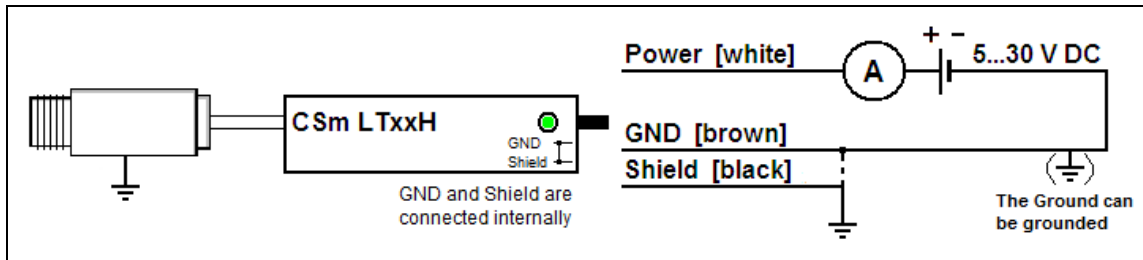 Power [white]
+ -
5...30 V DC
A
CSm LTxxH
GND
Shield
GND [brown]
Shield [black]
GND and Shield are
connected internally
The Ground can
be grounded